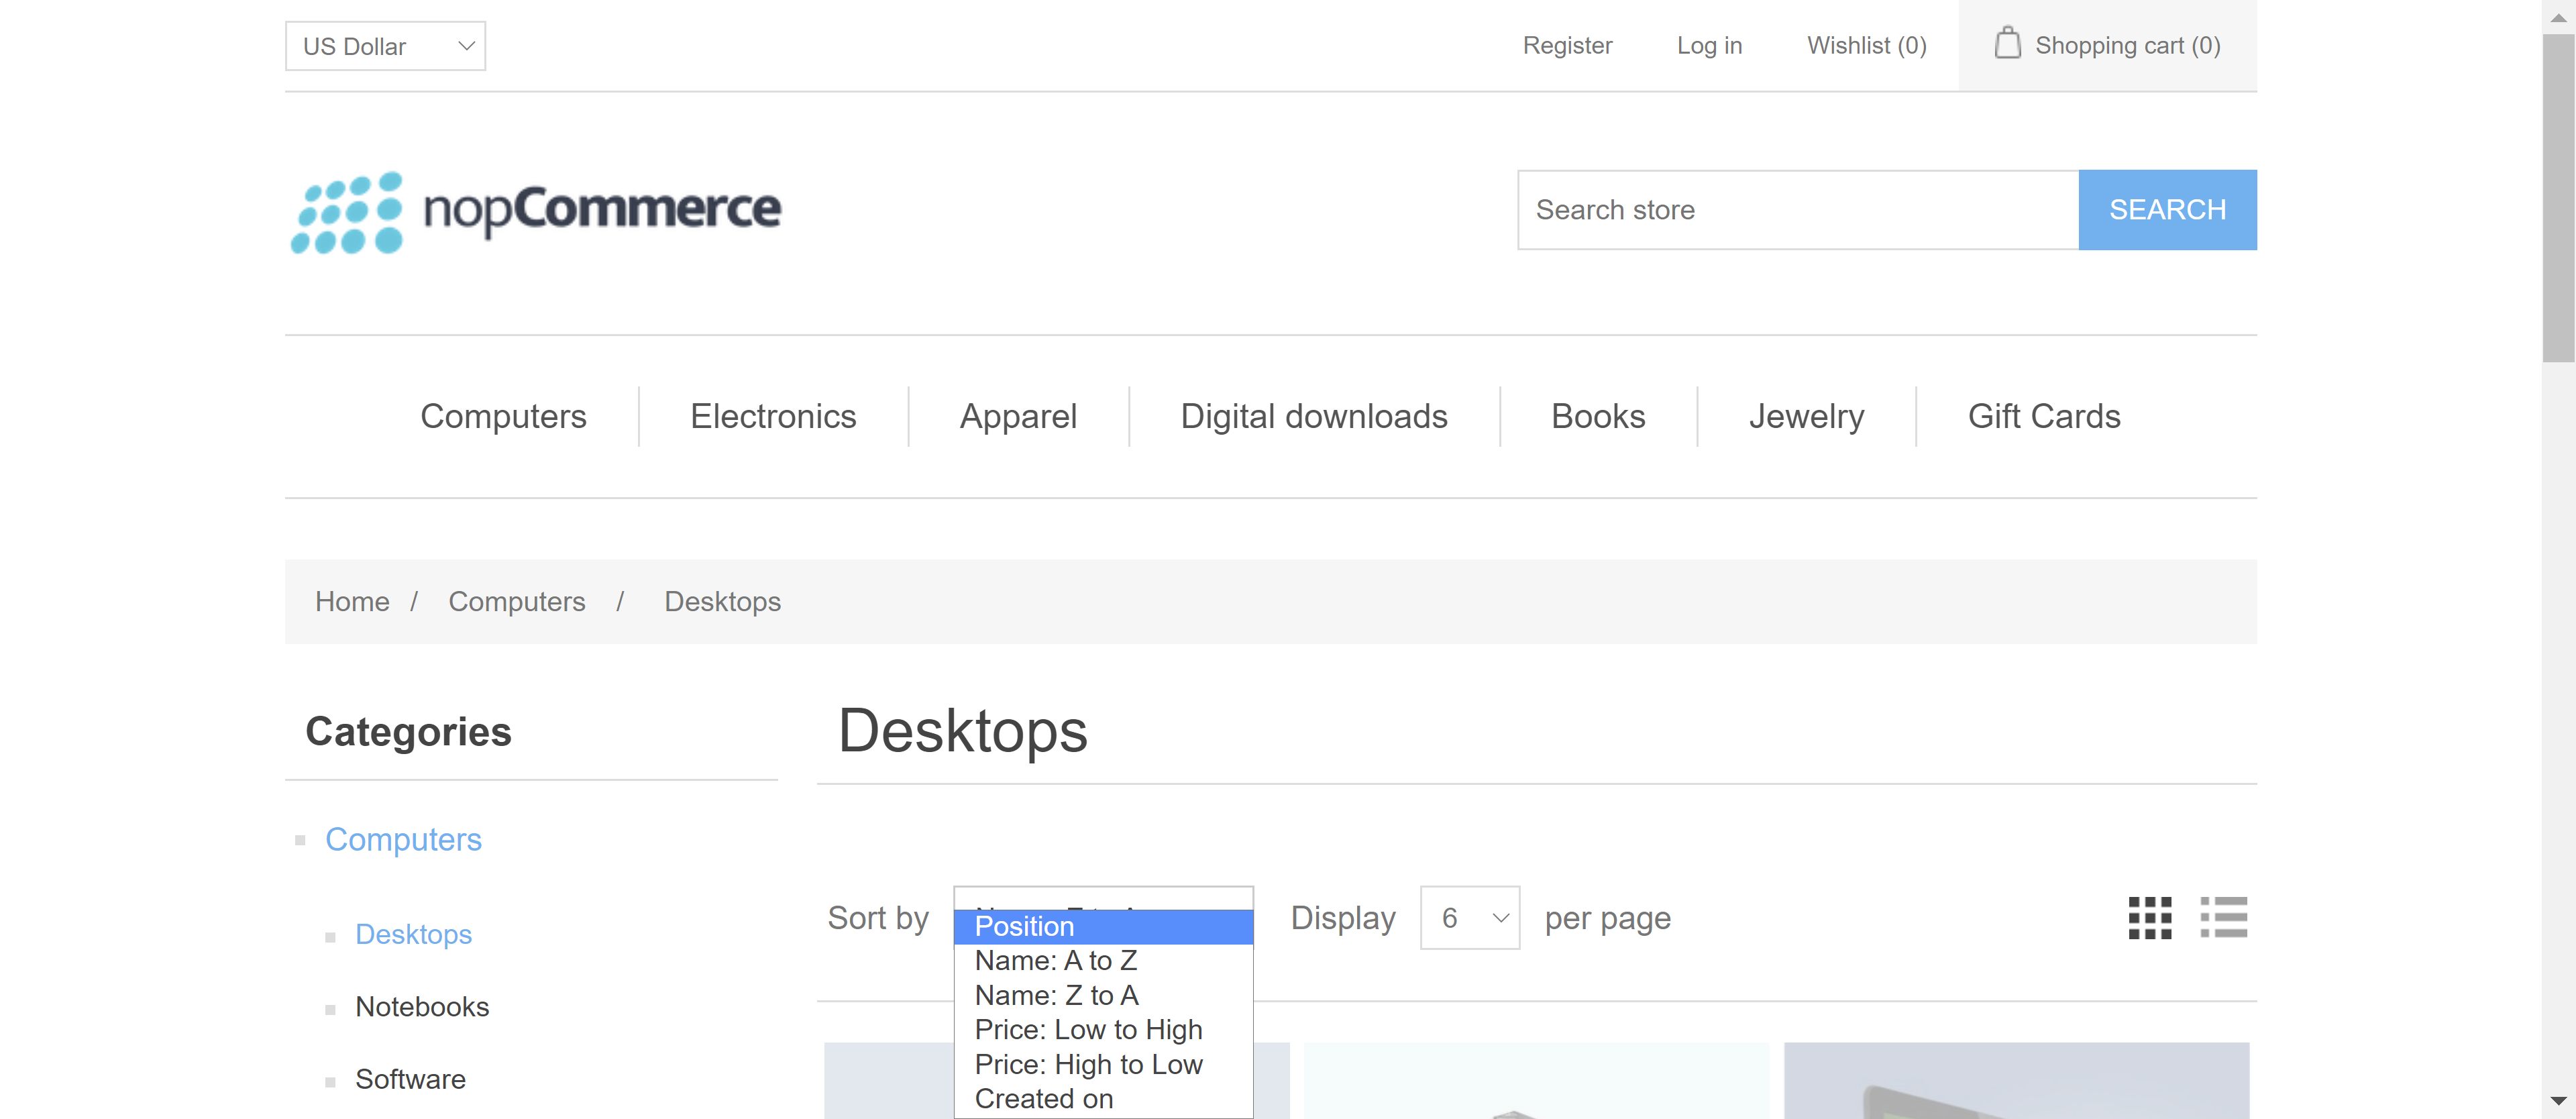 US Dollar
Register
Log in
Wishlist (0)
Shopping cart (0)
nopCommerce
Search store
SEARCH
Computers
Electronics
Apparel
Digital downloads
Books
Jewelry
Gift Cards
Home / Computers / Desktops
Categories
Computers
Desktops
Notebooks
Software
Desktops
Sort by
Position
Name: A to Z
Name: Z to A
Price: Low to High
Price: High to Low
Created on
Display 6 per page